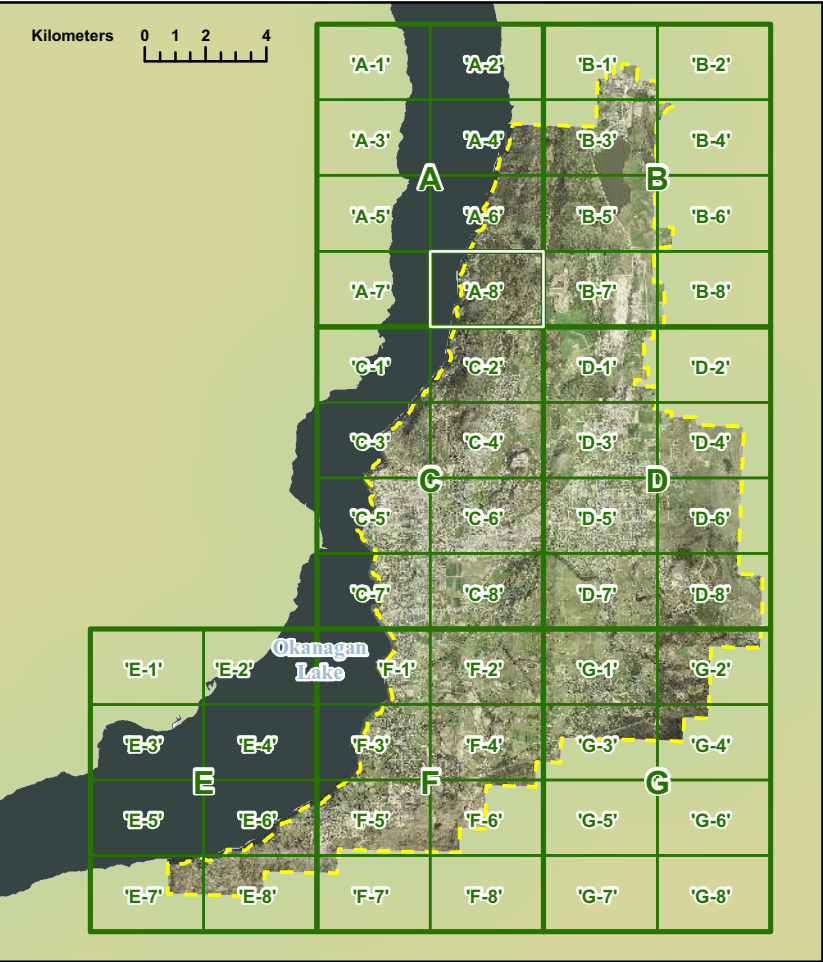 Kilometers 0 1 2 4
'A-1' 'A-2' 'B-1' 'B-2'
'A-3' 'A-4' 'B-3' 'B-4'
A B
'A-5' 'A-6' 'B-5' 'B-6'
'A-7' 'A-8' 'B-7' 'B-8'
'C-1' 'C-2' 'D-1' 'D-2'
'C-3' 'C-4' 'D-3' 'D-4'
C D
'C-5' 'C-6' 'D-5' 'D-6'
'C-7' 'C-8' 'D-7' 'D-8'
Okanagan
Lake
'E-1' 'E-2' 'F-1' 'F-2' 'G-1' 'G-2'
'E-3' 'E-4' 'F-3' 'F-4' 'G-3' 'G-4'
E F G
'E-5' 'E-6' 'F-5' 'F-6' 'G-5' 'G-6'
'E-7' 'E-8' 'F-7' 'F-8' 'G-7' 'G-8'